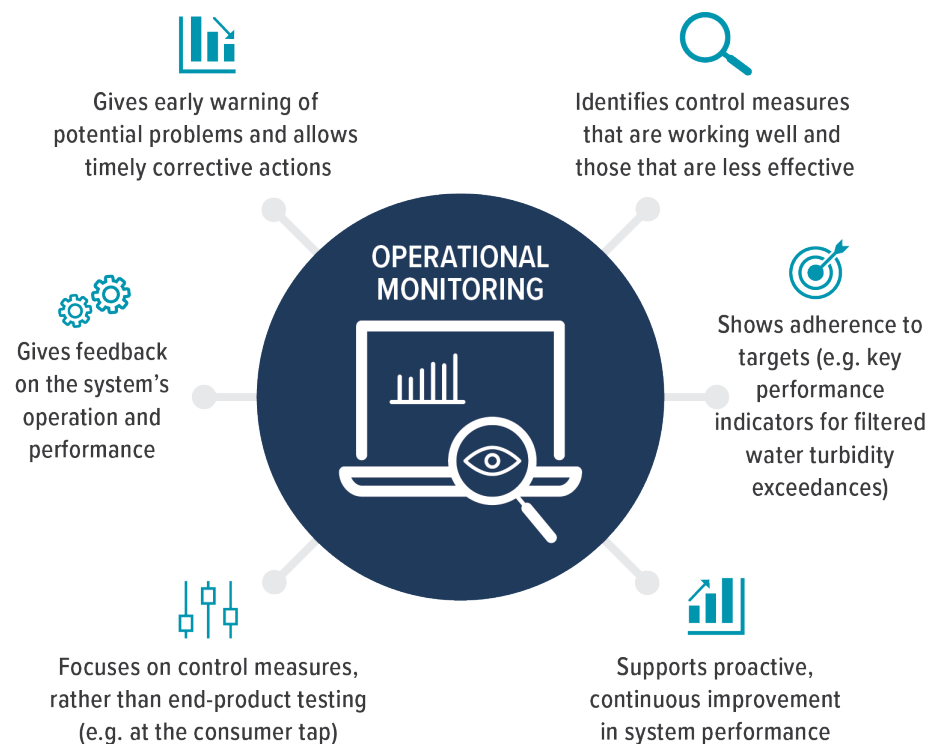 Gives early warning of
potential problems and allows
timely corrective actions
Identifies control measures
that are working well and
those that are less effective
OPERATIONAL
MONITORING
Gives feedback
on the system’s
operation and
performance
Shows adherence to
targets (e.g. key
performance
indicators for filtered
water turbidity
exceedances)
Focuses on control measures,
rather than end-product testing
(e.g. at the consumer tap)
Supports proactive,
continuous improvement
in system performance